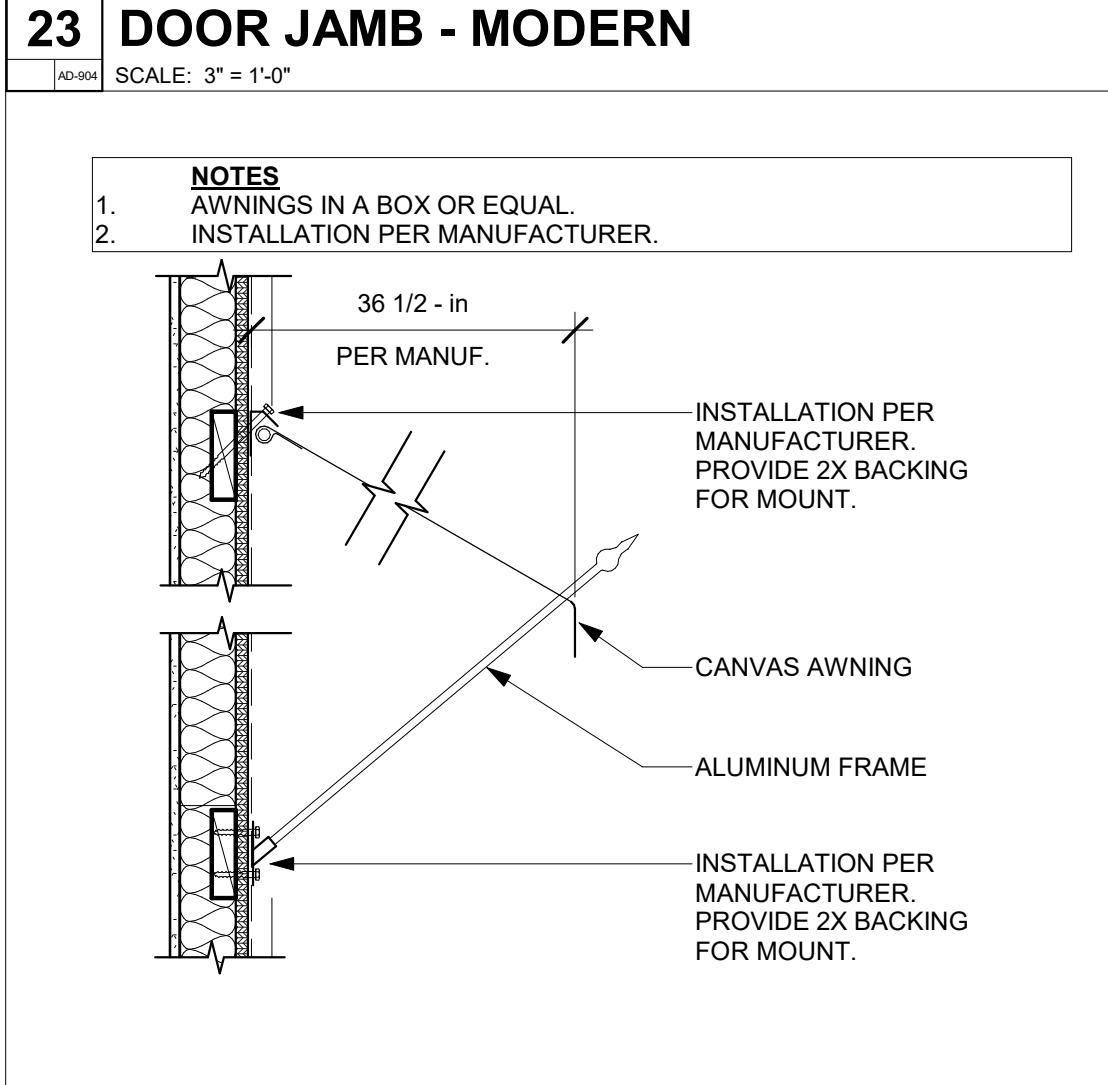 23 DOOR JAMB - MODERN
AD-904 SCALE: 3" = 1'-0"
NOTES
1. AWNINGS IN A BOX OR EQUAL.
2. INSTALLATION PER MANUFACTURER.
36 1/2 - in
PER MANUF.
INSTALLATION PER
MANUFACTURER.
PROVIDE 2X BACKING
FOR MOUNT.
CANVAS AWNING
ALUMINUM FRAME
INSTALLATION PER
MANUFACTURER.
PROVIDE 2X BACKING
FOR MOUNT.